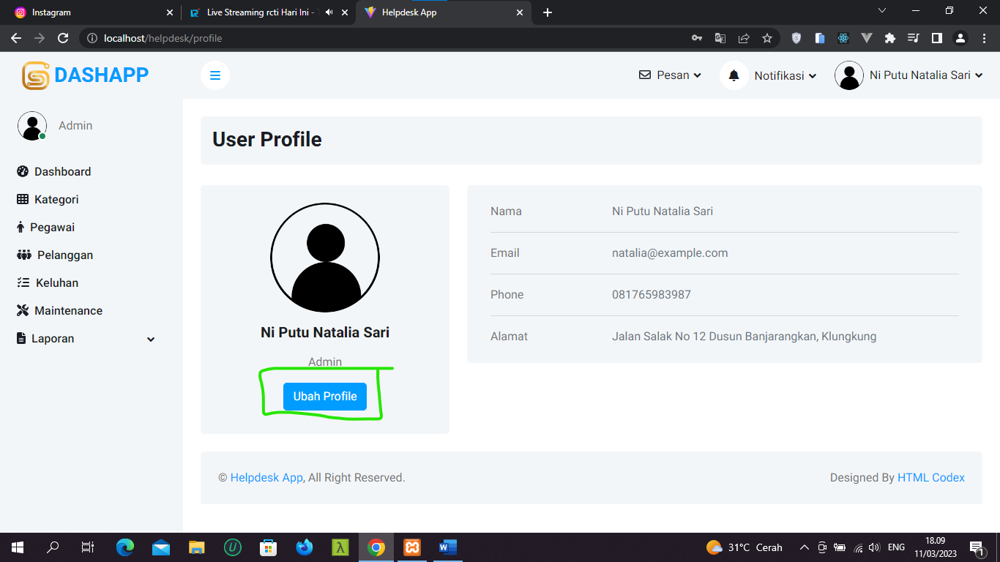 Instagram
Live Streaming rcti Hari Ini -
Helpdesk App
localhost/helpdesk/profile
DASHAPP
Pesan
Notifikasi
Ni Putu Natalia Sari
Admin
Dashboard
Kategori
Pegawai
Pelanggan
Keluhan
Maintenance
Laporan
User Profile
Ni Putu Natalia Sari
Admin
Ubah Profile
Nama Ni Putu Natalia Sari
Email natalia@example.com
Phone 081765983987
Alamat Jalan Salak No 12 Dusun Banjarangkan, Klungkung
© Helpdesk App, All Right Reserved.
Designed By HTML Codex
31°C Cerah
ENG
18.09
11/03/2023
1